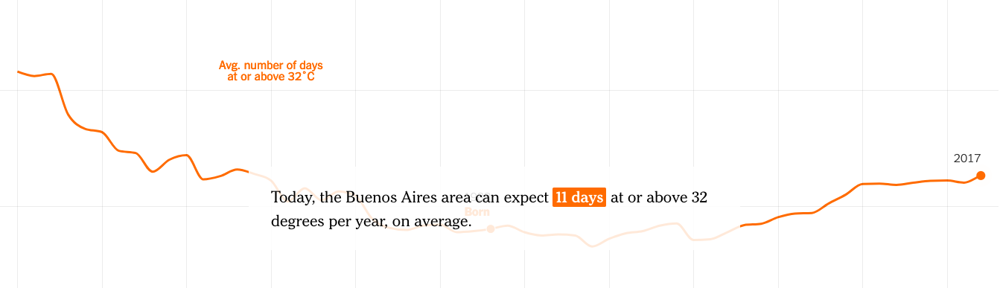 Avg. number of days
at or above 32˚C
2017
Today, the Buenos Aires area can expect 11 days at or above 32
Born
degrees per year, on average.